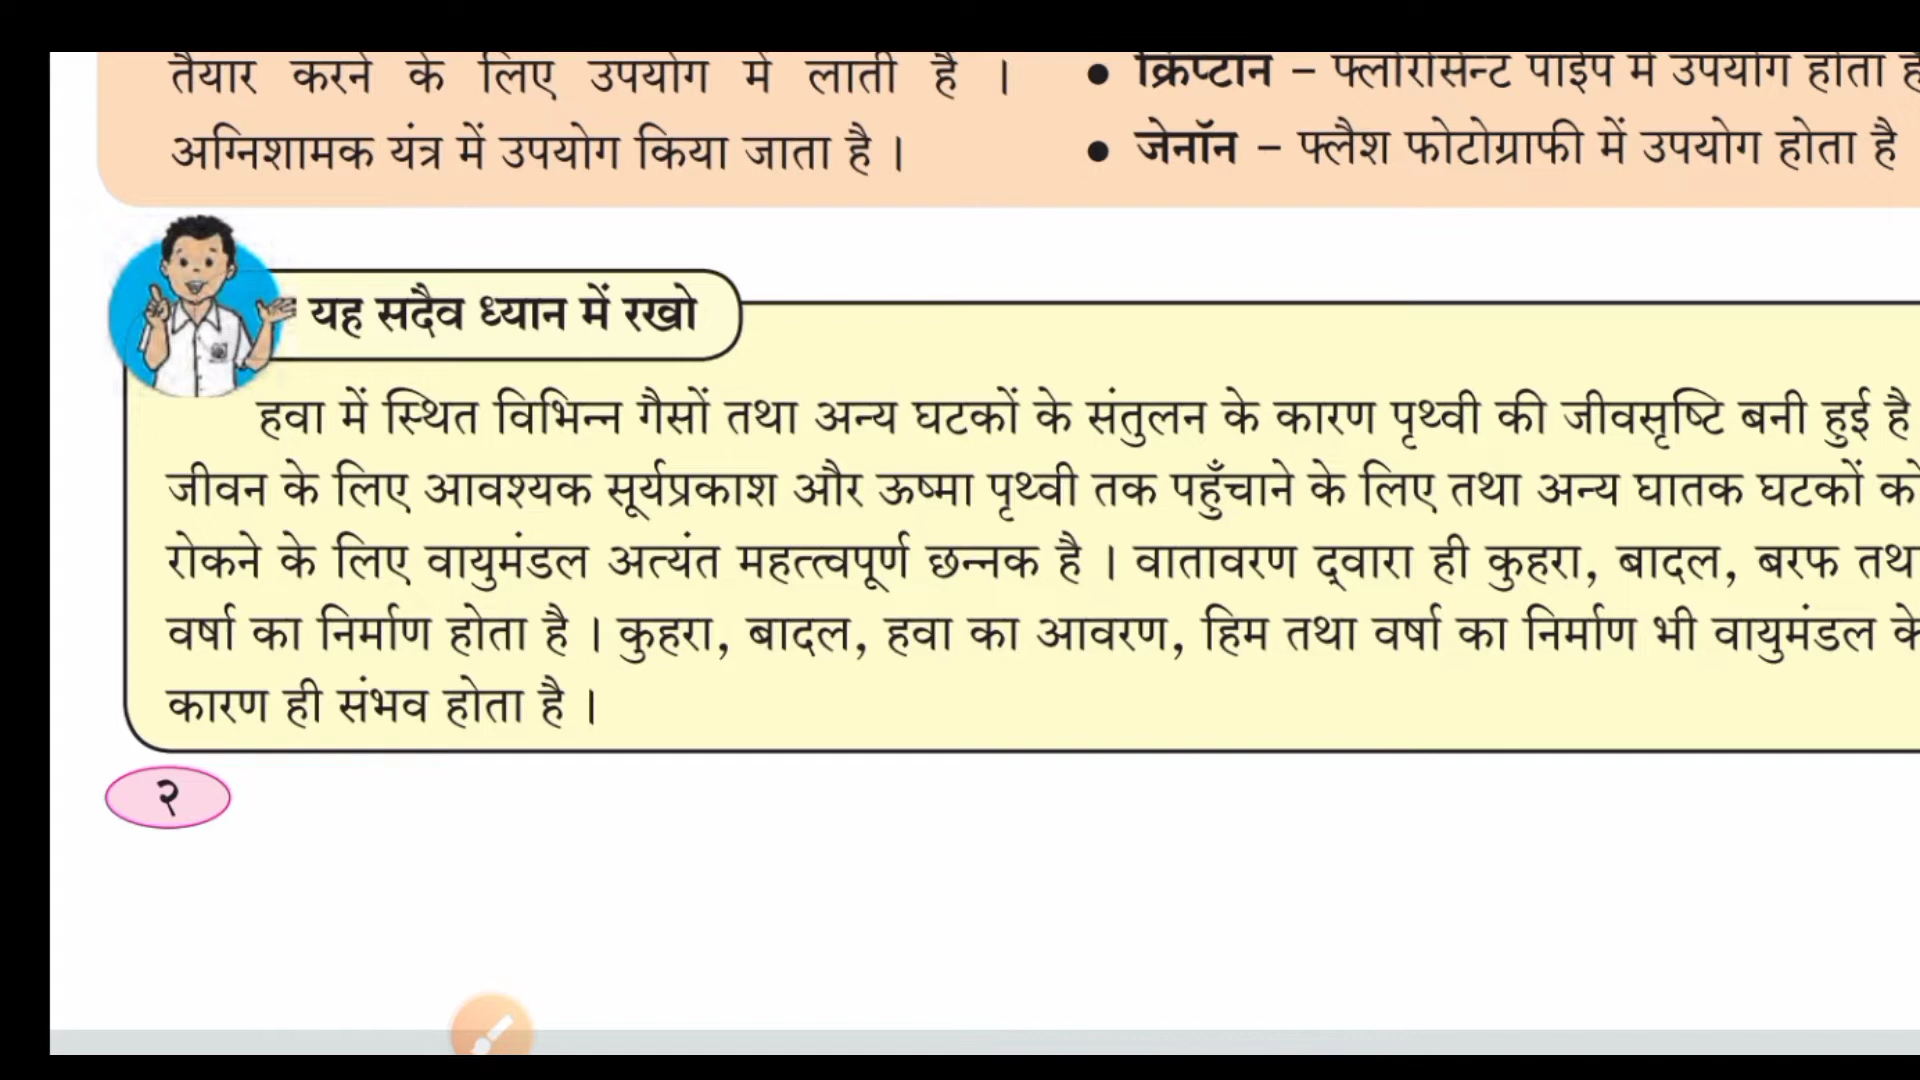 तैयार करने के लिए उपयोग में लाती है ।
अग्निशामक यंत्र में उपयोग किया जाता है ।
● क्रिप्टॉन – फ्लोरोसेन्ट पाईप में उपयोग होता है
● जेनॉन – फ्लैश फोटोग्राफी में उपयोग होता है
यह सदैव ध्यान में रखो
हवा में स्थित विभिन्न गैसों तथा अन्य घटकों के संतुलन के कारण पृथ्वी की जीवसृष्टि बनी हुई है
जीवन के लिए आवश्यक सूर्यप्रकाश और ऊष्मा पृथ्वी तक पहुँचाने के लिए तथा अन्य घातक घटकों को
रोकने के लिए वायुमंडल अत्यंत महत्त्वपूर्ण छन्नक है । वातावरण द्‌वारा ही कुहरा, बादल, बरफ तथा
वर्षा का निर्माण होता है । कुहरा, बादल, हवा का आवरण, हिम तथा वर्षा का निर्माण भी वायुमंडल के
कारण ही संभव होता है ।
२